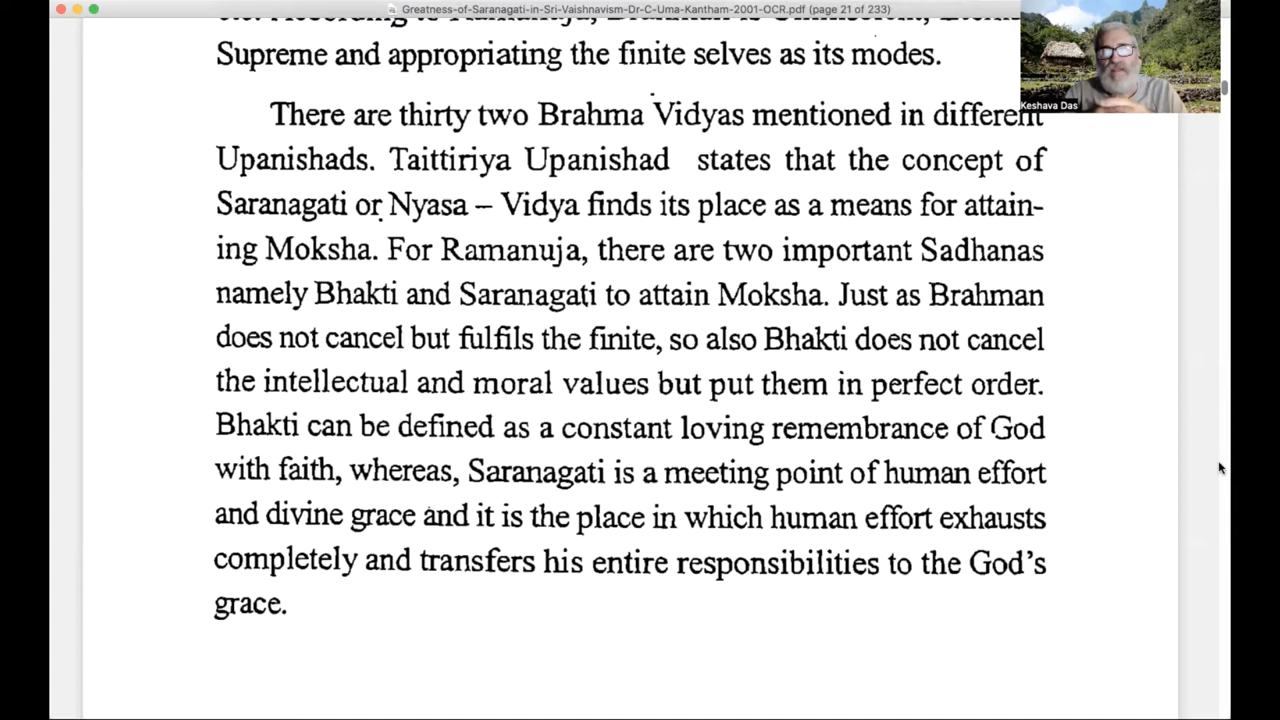 Greatness-of-Saranagati-in-Sri-Vaishnavism-Dr-C-Uma-Kantham-2001-OCR.pdf (page 21 of 233)
Supreme and appropriating the finite selves as its modes.
Keshava Das
There are thirty two Brahma Vidyas mentioned in different
Upanishads. Taittiriya Upanishad states that the concept of
Saranagati or Nyasa – Vidya finds its place as a means for attain-
ing Moksha. For Ramanuja, there are two important Sadhanas
namely Bhakti and Saranagati to attain Moksha. Just as Brahman
does not cancel but fulfils the finite, so also Bhakti does not cancel
the intellectual and moral values but put them in perfect order.
Bhakti can be defined as a constant loving remembrance of God
with faith, whereas, Saranagati is a meeting point of human effort
and divine grace and it is the place in which human effort exhausts
completely and transfers his entire responsibilities to the God's
grace.